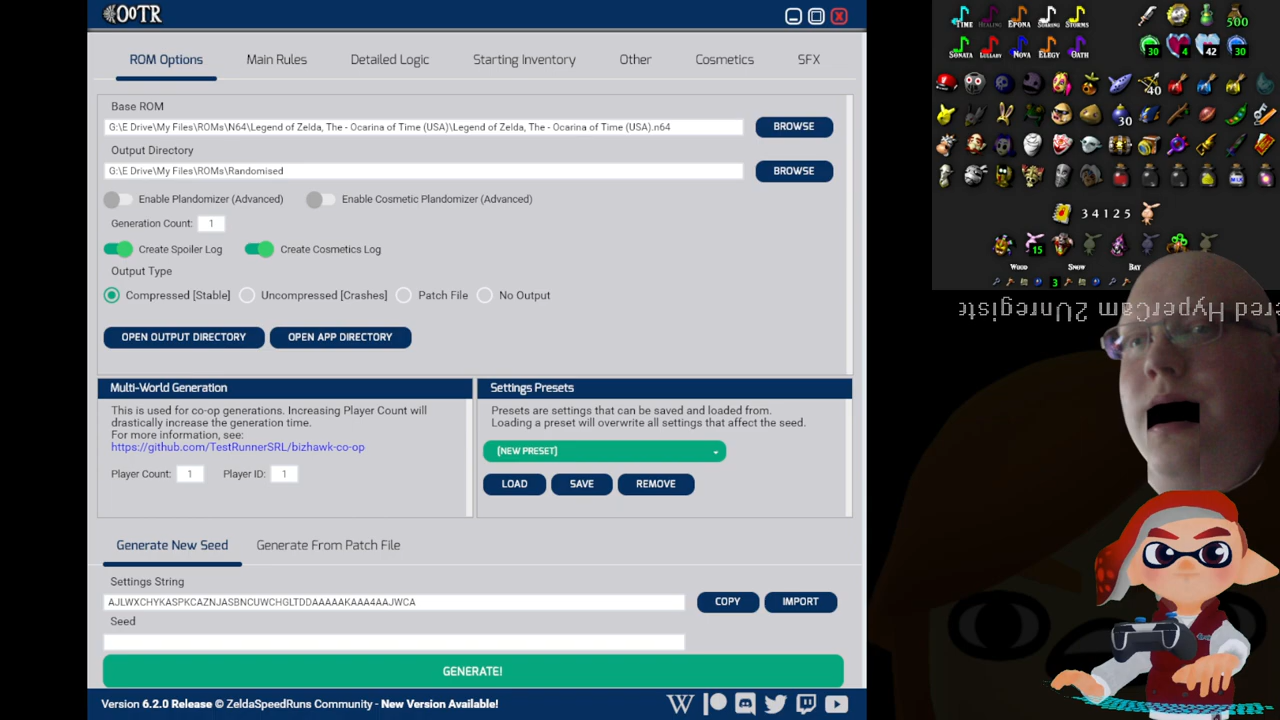 OoTR
ROM Options Main Rules Detailed Logic Starting Inventory Other Cosmetics SFX
Base ROM
G:\E Drive\My Files\ROMs\N64\Legend of Zelda, The - Ocarina of Time (USA)\Legend of Zelda, The - Ocarina of Time (USA).n64 BROWSE
Output Directory
G:\E Drive\My Files\ROMs\Randomised BROWSE
Enable Plandomizer (Advanced) Enable Cosmetic Plandomizer (Advanced)
Generation Count: 1
Create Spoiler Log Create Cosmetics Log
Output Type
Compressed [Stable] Uncompressed [Crashes] Patch File No Output
OPEN OUTPUT DIRECTORY OPEN APP DIRECTORY
Multi-World Generation
This is used for co-op generations. Increasing Player Count will
drastically increase the generation time.
For more information, see:
https://github.com/TestRunnerSRL/bizhawk-co-op
Player Count: 1 Player ID: 1
Settings Presets
Presets are settings that can be saved and loaded from.
Loading a preset will overwrite all settings that affect the seed.
[NEW PRESET]
LOAD SAVE REMOVE
Generate New Seed Generate From Patch File
Settings String
AJLWXCHYKASPKCAZNJASBNCUWCHGLTDDAAAAAKAAA4AAJWCA COPY IMPORT
Seed
GENERATE!
Version 6.2.0 Release © ZeldaSpeedRuns Community - New Version Available!
TIME HEALING EPONA SOARING STORMS
500
SONATA LULLABY NOVA ELEGY OATH
30 4 42 30
40
30
MILK
34125
15
WOOD SNOW BAY
3
ered HyperCam 2Unregiste